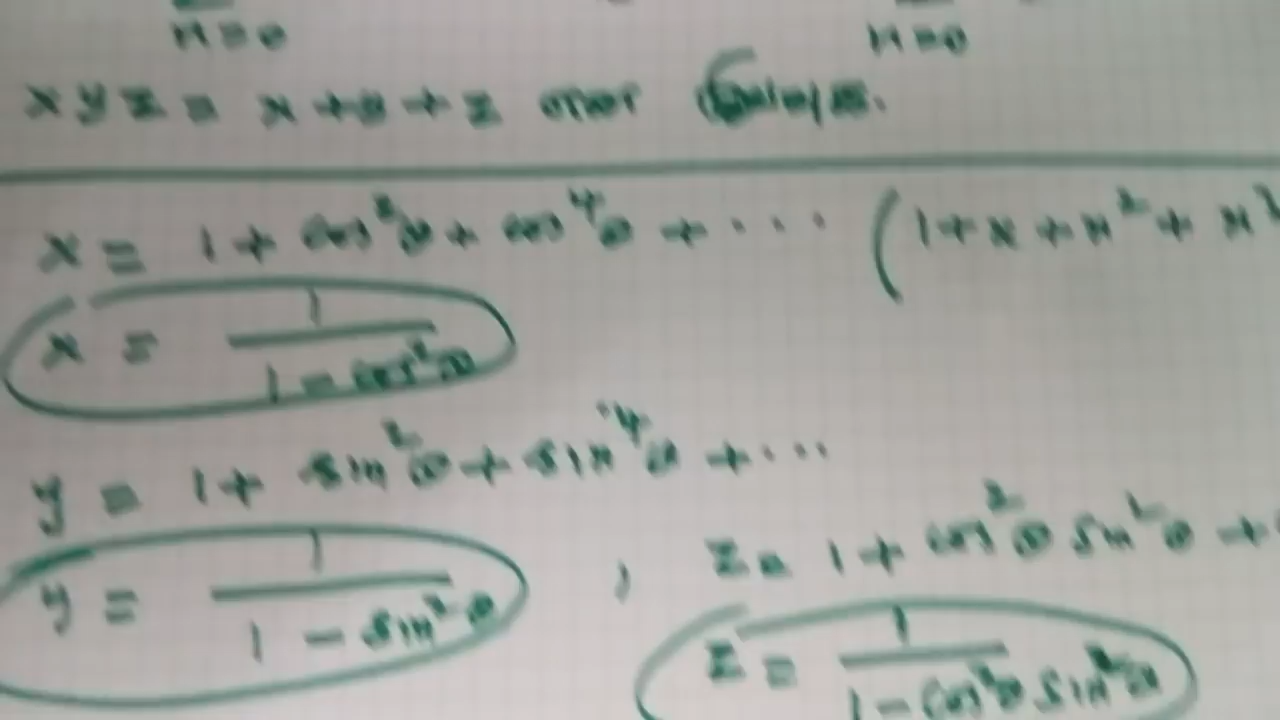 n=0 n=0
xyz = x+y+z
x = 1 + cos²θ + cos⁴θ + ... (1+x+x²+x
x = 1/(1 - cos²θ)
y = 1 + sin²θ + sin⁴θ + ...
y = 1/(1 - sin²θ) , z = 1 + cos²θ sin²θ +
z = 1/(1 - cos²θ sin²θ)